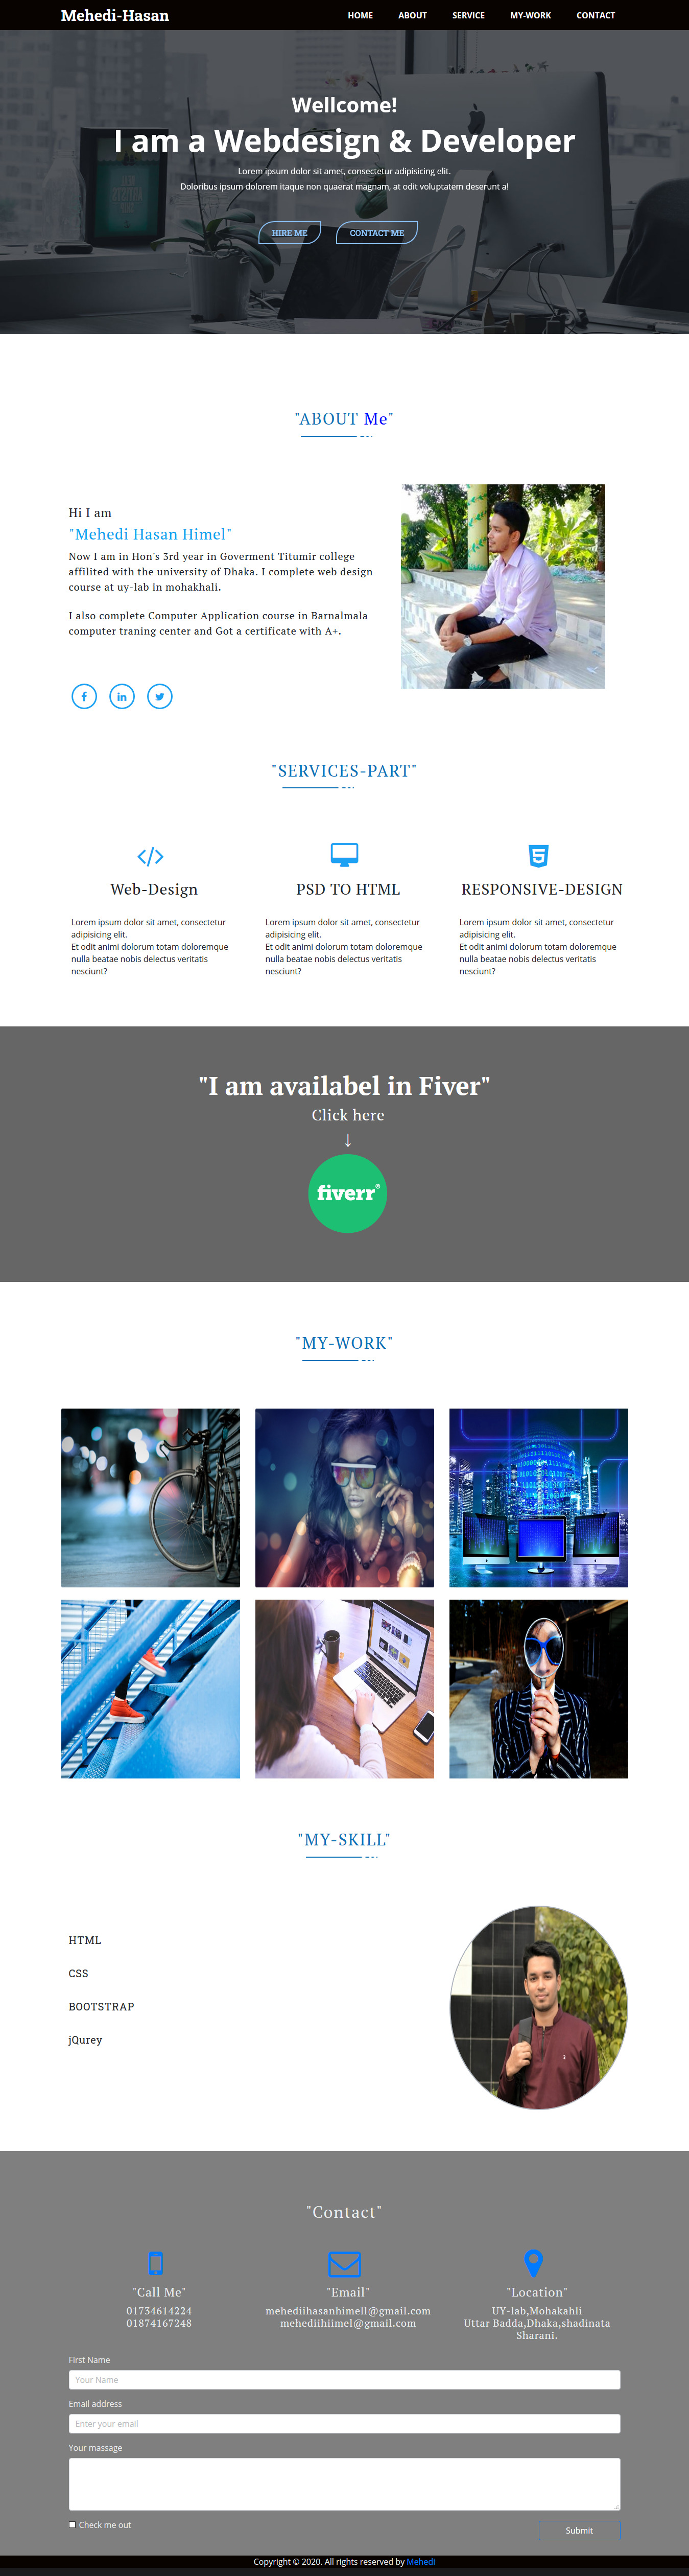 Mehedi-Hasan
HOME ABOUT SERVICE MY-WORK CONTACT
Wellcome!
I am a Webdesign & Developer
Lorem ipsum dolor sit amet, consectetur adipisicing elit.
Doloribus ipsum dolorem itaque non quaerat magnam, at odit voluptatem deserunt a!
HIRE ME CONTACT ME
"ABOUT Me"
Hi I am
"Mehedi Hasan Himel"
Now I am in Hon's 3rd year in Goverment Titumir college
affilited with the university of Dhaka. I complete web design
course at uy-lab in mohakhali.
I also complete Computer Application course in Barnalmala
computer traning center and Got a certificate with A+.
"SERVICES-PART"
Web-Design
Lorem ipsum dolor sit amet, consectetur
adipisicing elit.
Et odit animi dolorum totam doloremque
nulla beatae nobis delectus veritatis
nesciunt?
PSD TO HTML
Lorem ipsum dolor sit amet, consectetur
adipisicing elit.
Et odit animi dolorum totam doloremque
nulla beatae nobis delectus veritatis
nesciunt?
RESPONSIVE-DESIGN
Lorem ipsum dolor sit amet, consectetur
adipisicing elit.
Et odit animi dolorum totam doloremque
nulla beatae nobis delectus veritatis
nesciunt?
"I am availabel in Fiver"
Click here
↓
fiverr®
"MY-WORK"
"MY-SKILL"
HTML
CSS
BOOTSTRAP
jQurey
"Contact"
"Call Me"
01734614224
01874167248
"Email"
mehediihasanhimell@gmail.com
mehediihiimel@gmail.com
"Location"
UY-lab,Mohakahli
Uttar Badda,Dhaka,shadinata
Sharani.
First Name
Your Name
Email address
Enter your email
Your massage
Check me out
Submit
Copyright © 2020. All rights reserved by Mehedi